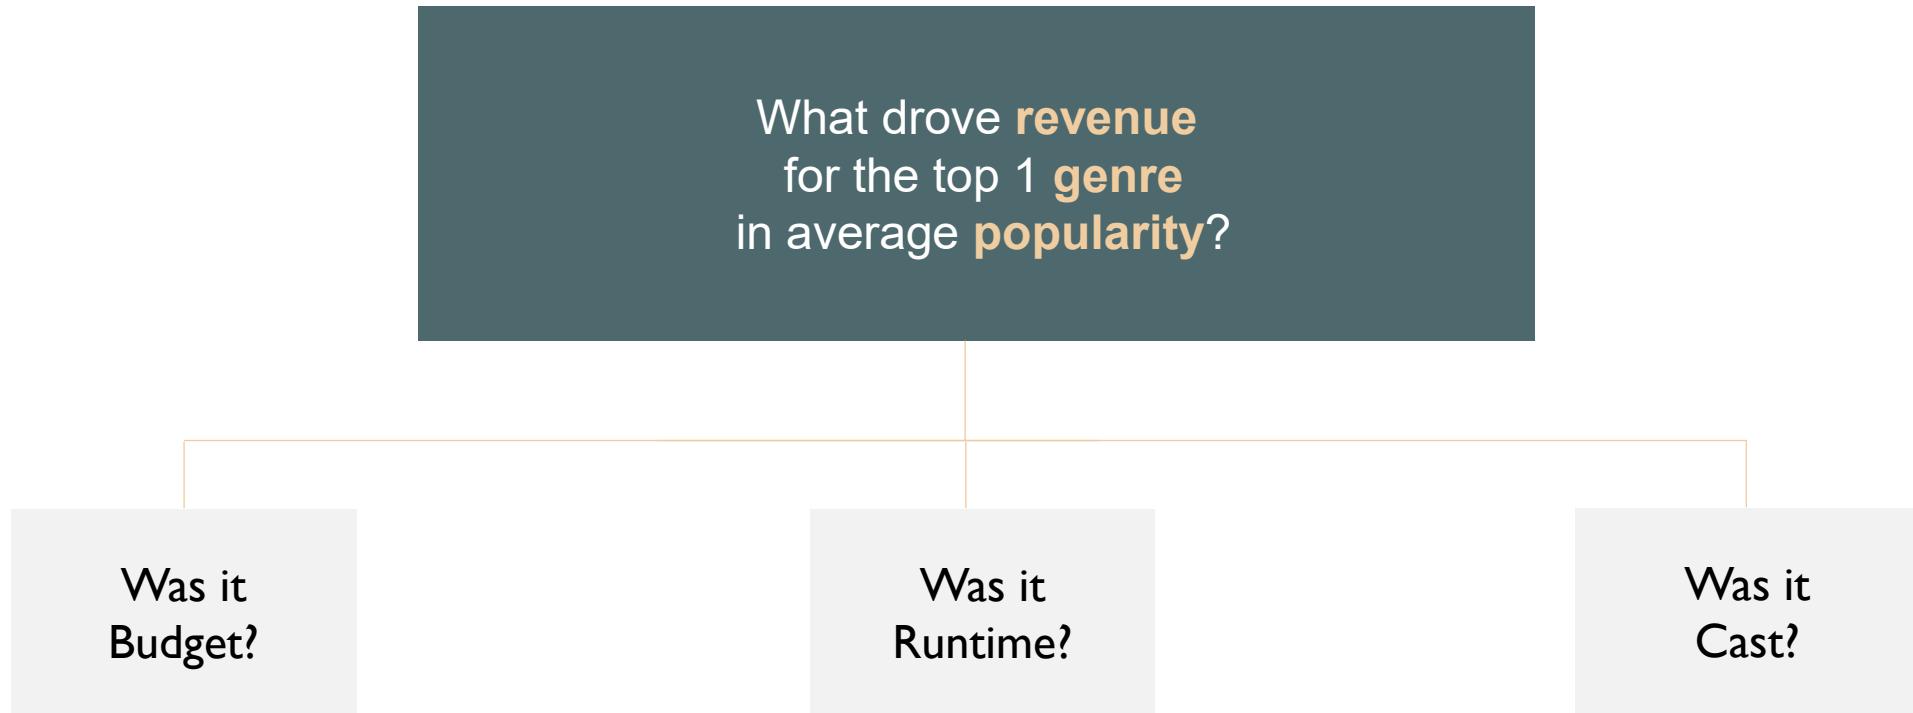 What drove revenue
for the top 1 genre
in average popularity?
Was it
Budget?
Was it
Runtime?
Was it
Cast?